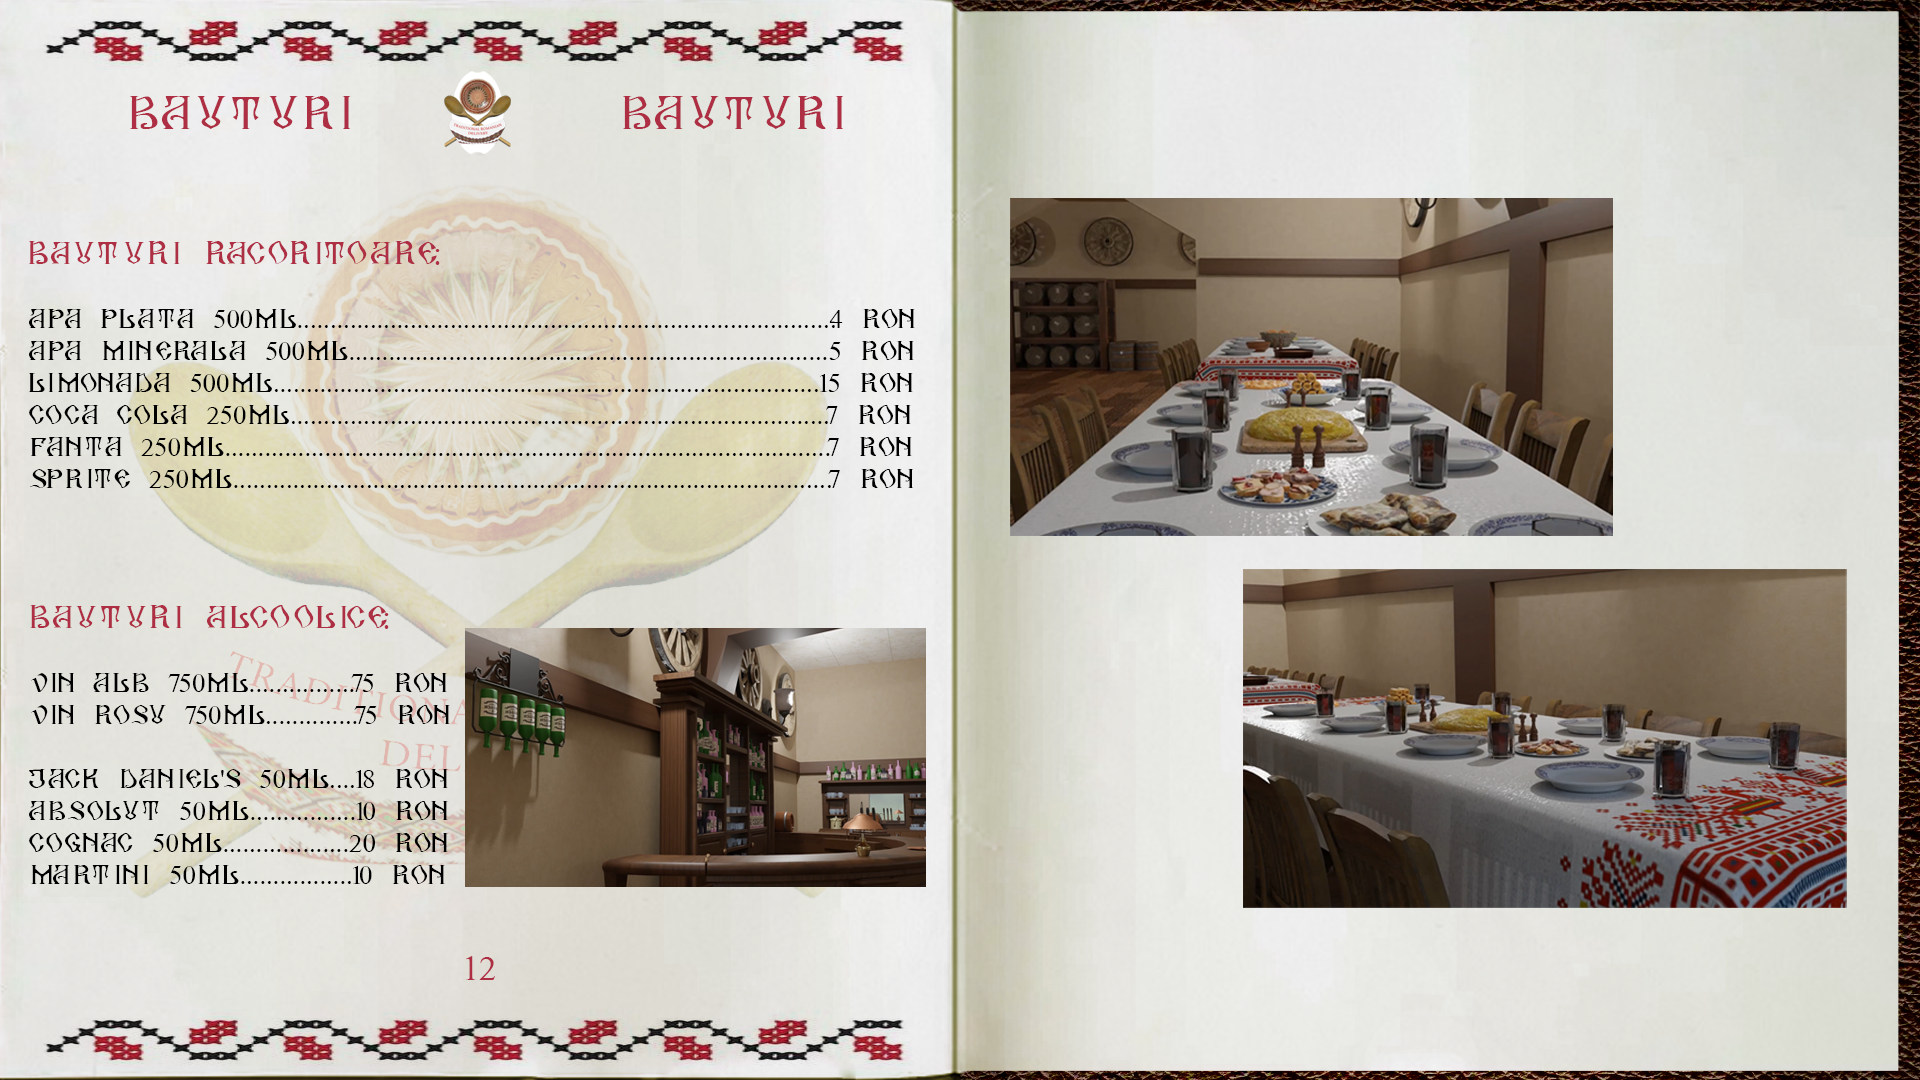 BAUTURI BAUTURI
BAUTURI RACORITOARE:
APA PLATA 500ML.....................................................................................4 RON
APA MINERALA 500ML.............................................................................5 RON
LIMONADA 500ML.....................................................................................15 RON
COCA COLA 250ML....................................................................................7 RON
FANTA 250ML...............................................................................................7 RON
SPRITE 250ML..............................................................................................7 RON
BAUTURI ALCOOLICE:
VIN ALB 750ML...............75 RON
VIN ROSU 750ML.............75 RON
JACK DANIEL'S 50ML....18 RON
ABSOLUT 50ML................10 RON
COGNAC 50ML..................20 RON
MARTINI 50ML.................10 RON
TRADITIONA
DEL
12